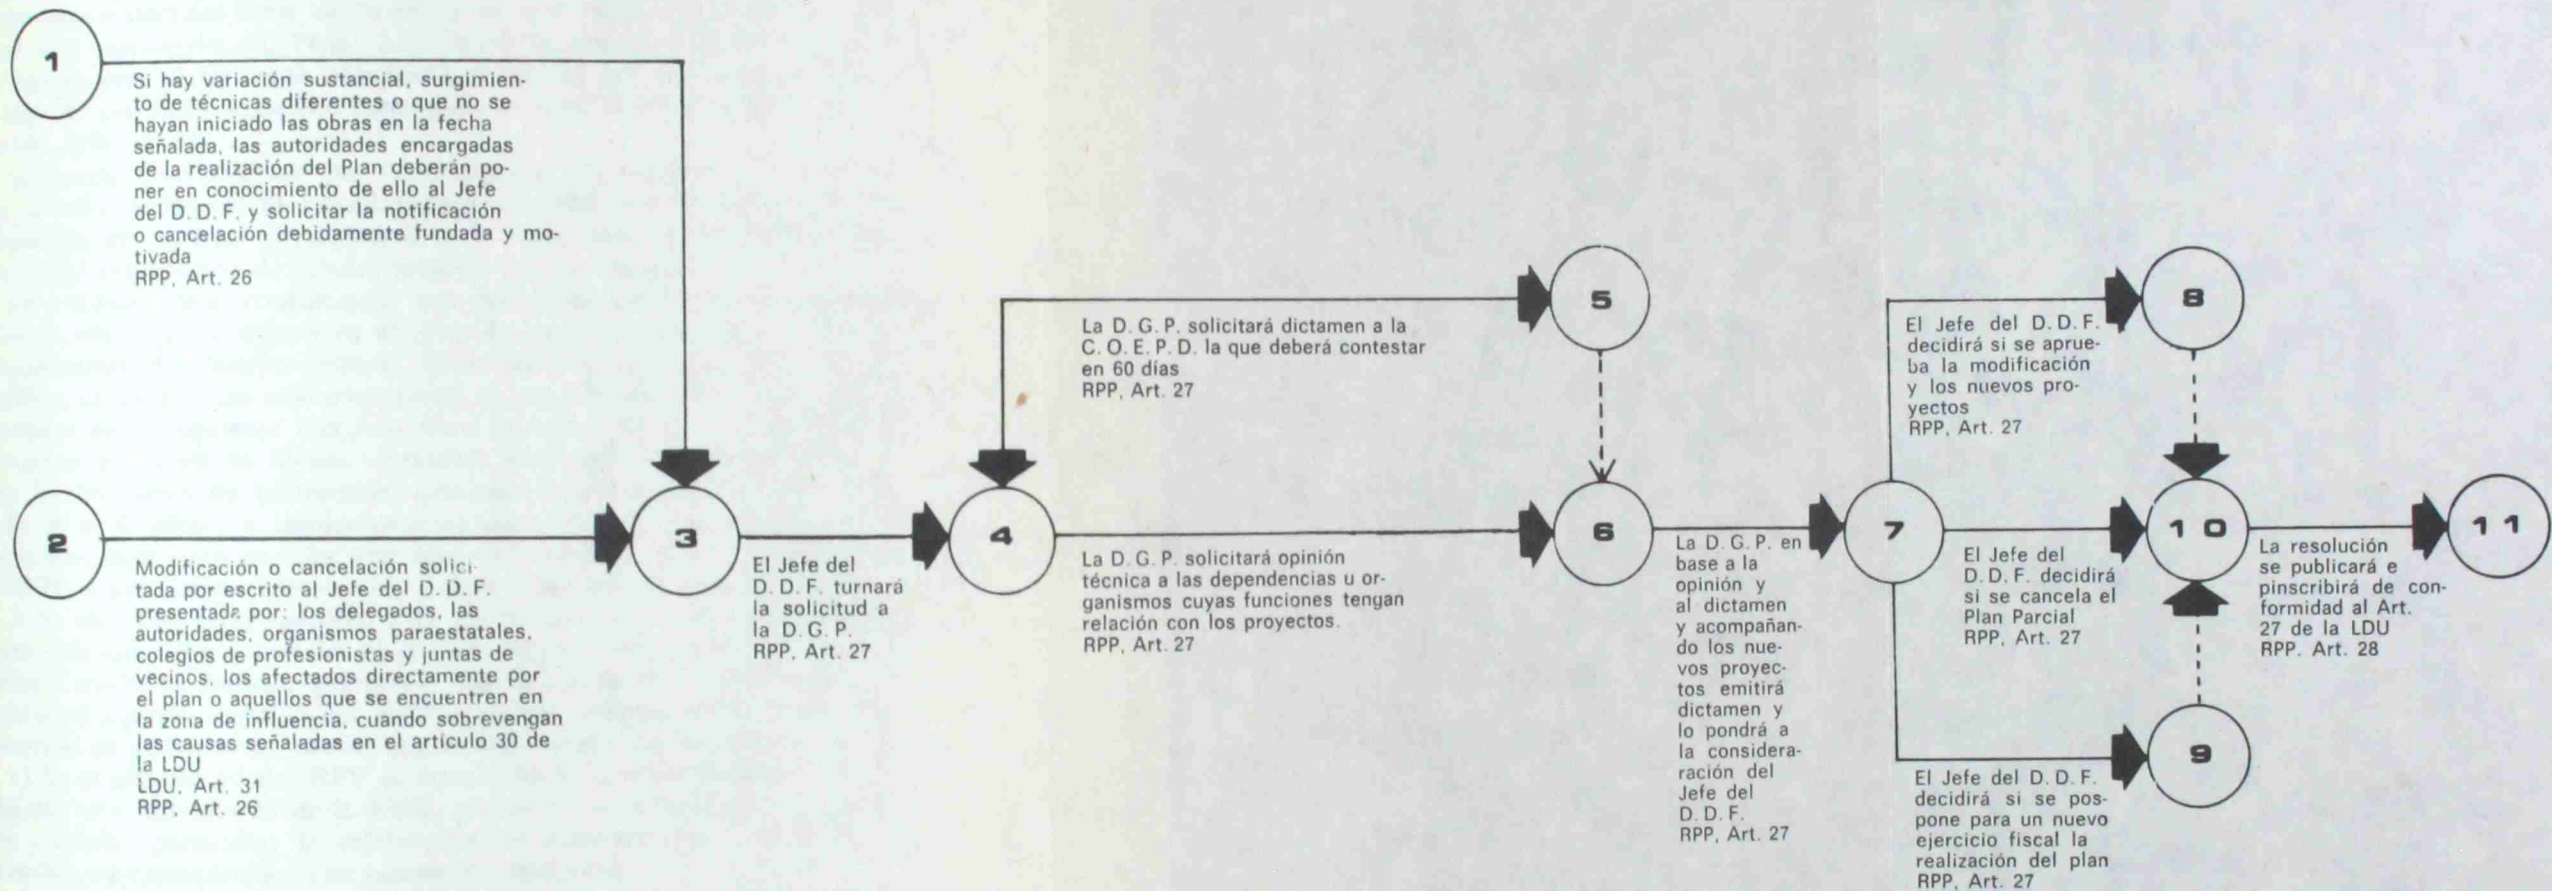 1
Si hay variación sustancial, surgimien-
to de técnicas diferentes o que no se
hayan iniciado las obras en la fecha
señalada, las autoridades encargadas
de la realización del Plan deberán po-
ner en conocimiento de ello al Jefe
del D. D. F. y solicitar la notificación
o cancelación debidamente fundada y mo-
tivada
RPP, Art. 26
2
Modificación o cancelación solici-
tada por escrito al Jefe del D. D. F.
presentada por: los delegados, las
autoridades, organismos paraestatales,
colegios de profesionistas y juntas de
vecinos, los afectados directamente por
el plan o aquellos que se encuentren en
la zona de influencia, cuando sobrevengan
las causas señaladas en el artículo 30 de
la LDU
LDU, Art. 31
RPP, Art. 26
3
El Jefe del
D. D. F. turnará
la solicitud a
la D. G. P.
RPP, Art. 27
4
La D. G. P. solicitará dictamen a la
C. O. E. P. D. la que deberá contestar
en 60 días
RPP, Art. 27
5
La D. G. P. solicitará opinión
técnica a las dependencias u or-
ganismos cuyas funciones tengan
relación con los proyectos.
RPP, Art. 27
6
La D. G. P. en
base a la
opinión y
al dictamen
y acompañan-
do los nue-
vos proyec-
tos emitirá
dictamen y
lo pondrá a
la considera-
ración del
Jefe del
D. D. F.
RPP, Art. 27
7
El Jefe del D. D. F.
decidirá si se aprue-
ba la modificación
y los nuevos pro-
yectos
RPP, Art. 27
8
El Jefe del
D. D. F. decidirá
si se cancela el
Plan Parcial
RPP, Art. 27
El Jefe del D. D. F.
decidirá si se pos-
pone para un nuevo
ejercicio fiscal la
realización del plan
RPP, Art. 27
9
10
La resolución
se publicará e
pinscribirá de con-
formidad al Art.
27 de la LDU
RPP. Art. 28
11